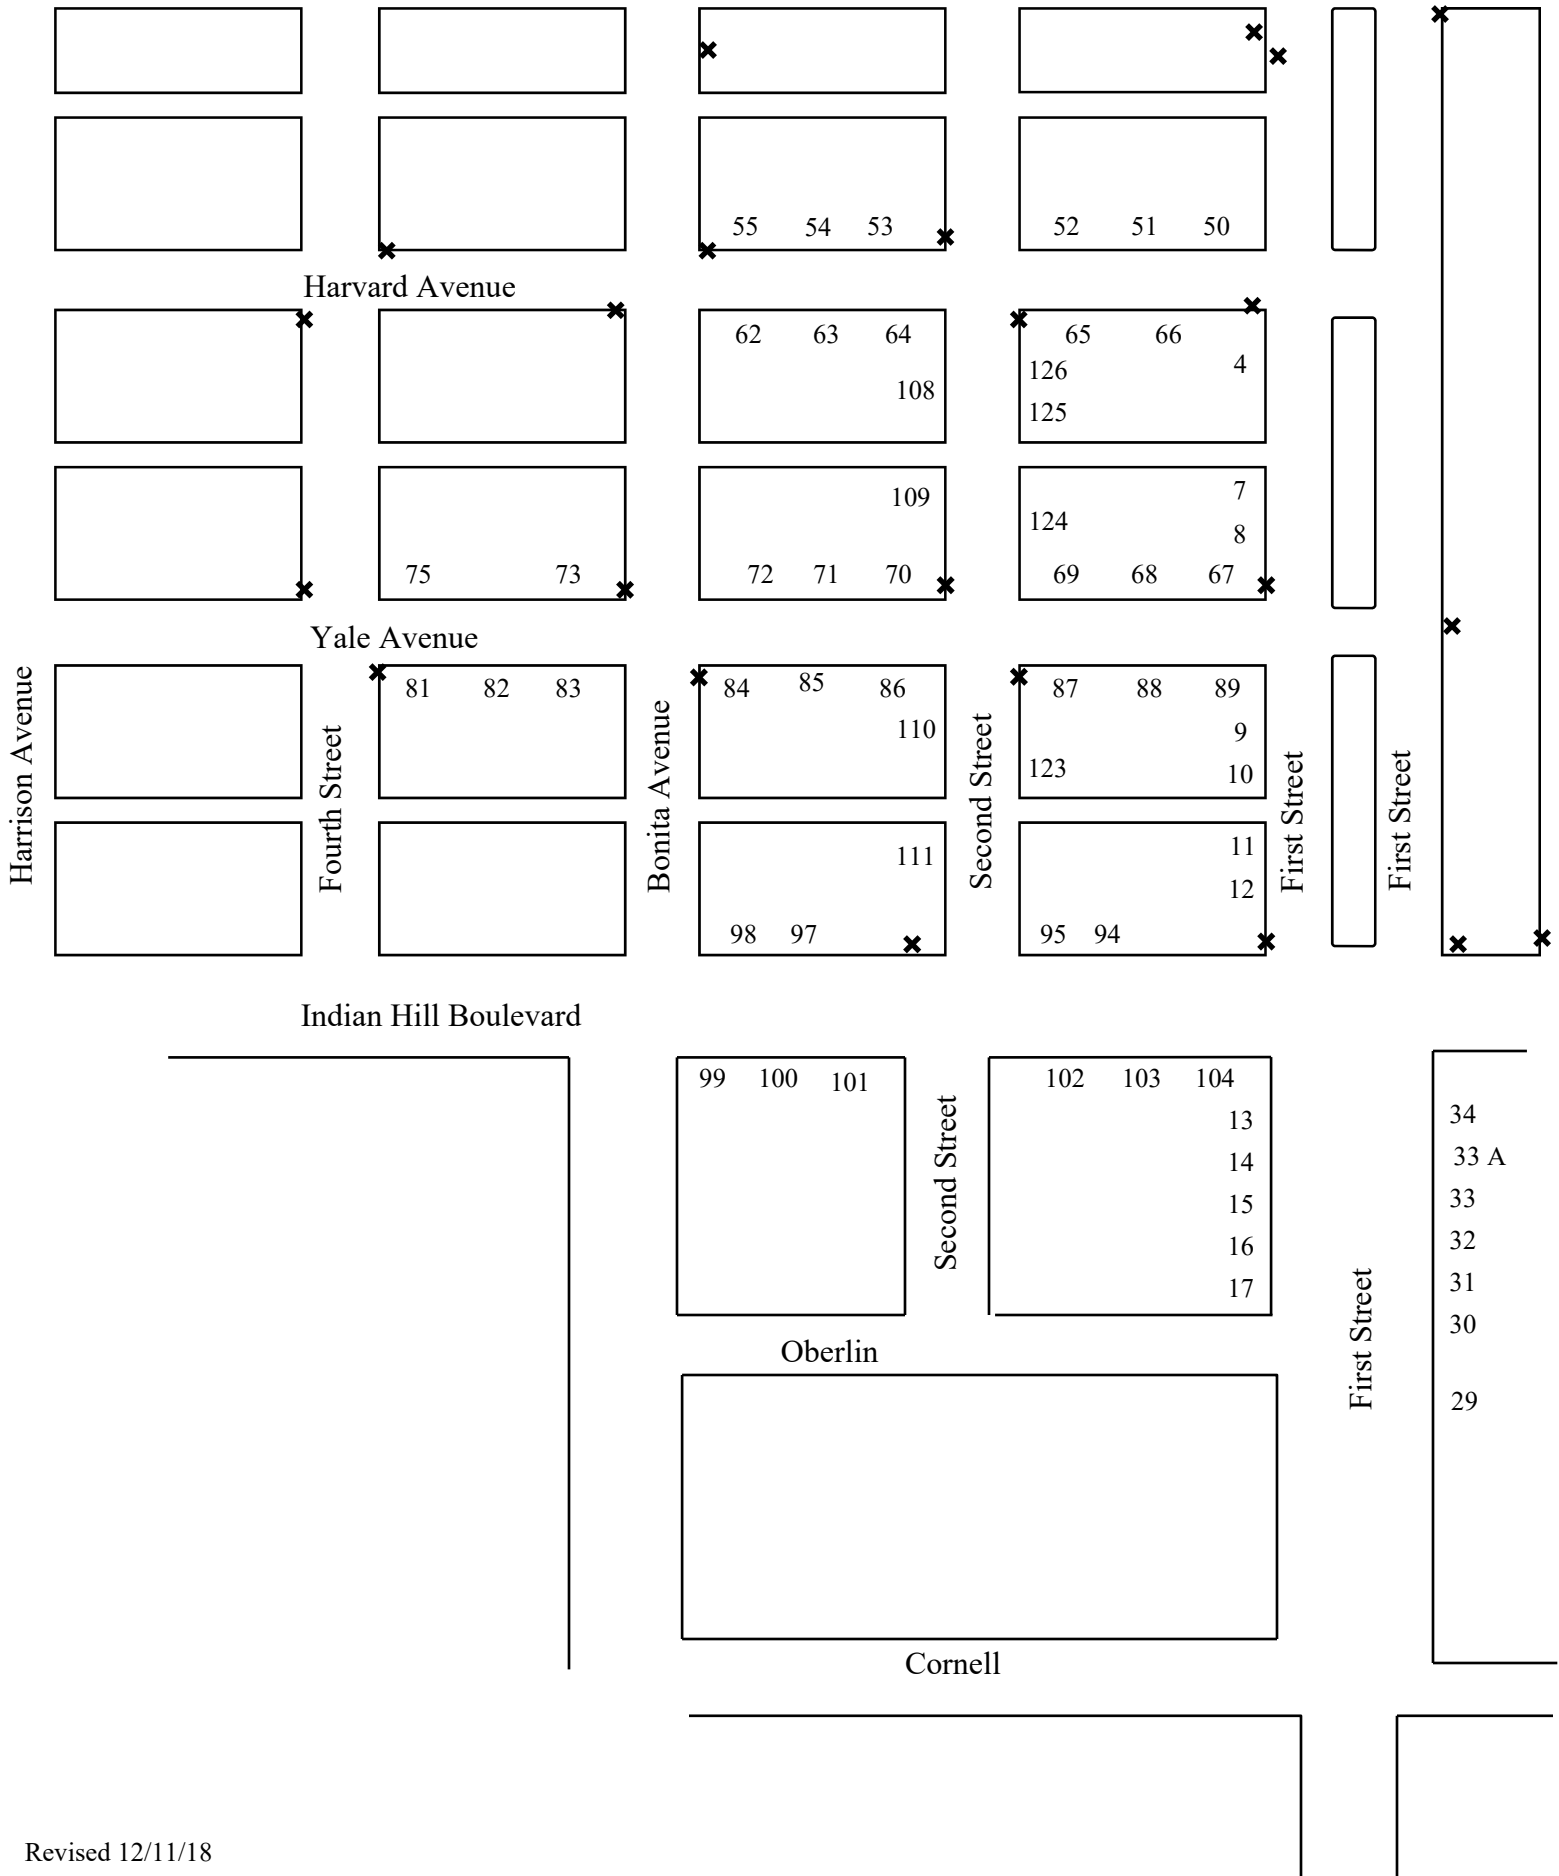 55 54 53 52 51 50
Harvard Avenue
62 63 64 65 66
126 4
108
125
109 7
124 8
75 73 72 71 70 69 68 67
Yale Avenue
81 82 83 84 85 86 87 88 89
110 9
123 10
Harrison Avenue
Fourth Street
Bonita Avenue
Second Street
First Street
First Street
111 11
12
98 97 95 94
Indian Hill Boulevard
99 100 101 102 103 104
13
34
14
33 A
15
33
16
32
17
31
30
29
Second Street
First Street
Oberlin
Cornell
Revised 12/11/18